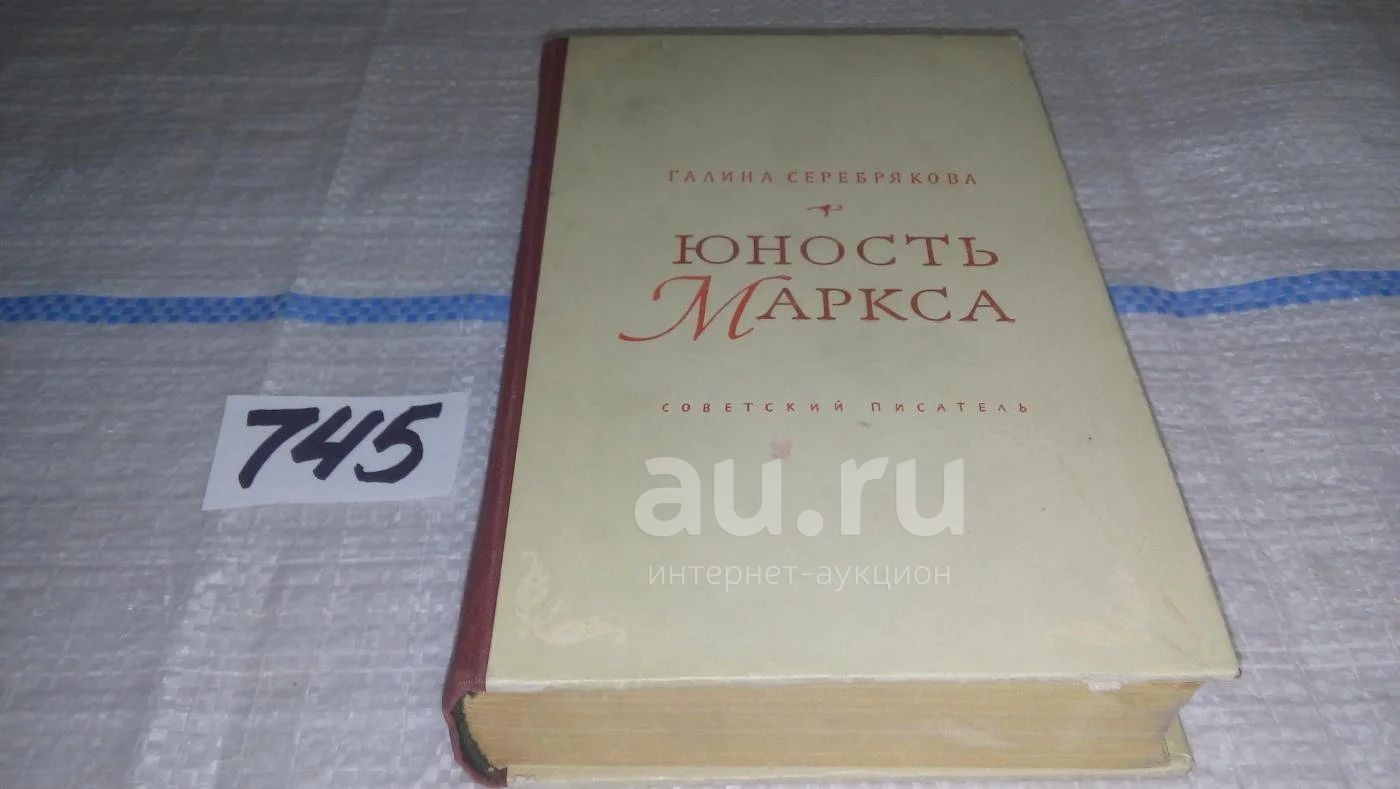 ГАЛИНА СЕРЕБРЯКОВА
ЮНОСТЬ
МАРКСА
СОВЕТСКИЙ ПИСАТЕЛЬ
745
au.ru
интернет-аукцион